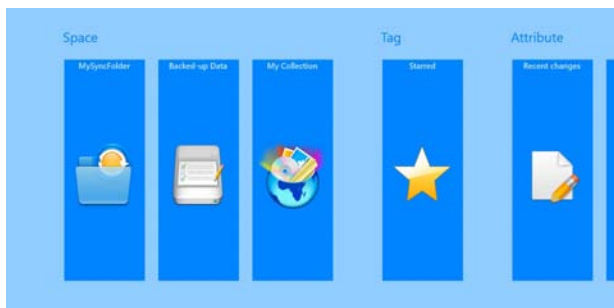 Space
Tag
Attribute
MySyncFolder
Backed-up Data
My Collection
Starred
Recent changes